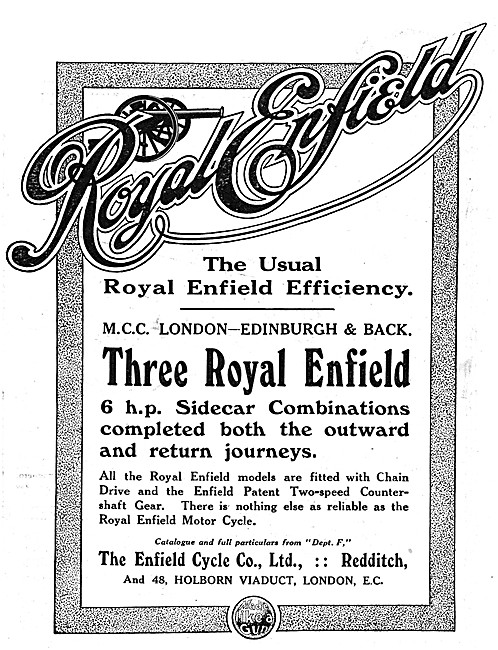 Royal Enfield
The Usual
Royal Enfield Efficiency.
M.C.C. LONDON—EDINBURGH & BACK.
Three Royal Enfield
6 h.p. Sidecar Combinations
completed both the outward
and return journeys.
All the Royal Enfield models are fitted with Chain
Drive and the Enfield Patent Two-speed Counter-
shaft Gear. There is nothing else as reliable as the
Royal Enfield Motor Cycle.
Catalogue and full particulars from "Dept. F,"
The Enfield Cycle Co., Ltd., :: Redditch,
And 48, HOLBORN VIADUCT, LONDON, E.C.
like a
GUN